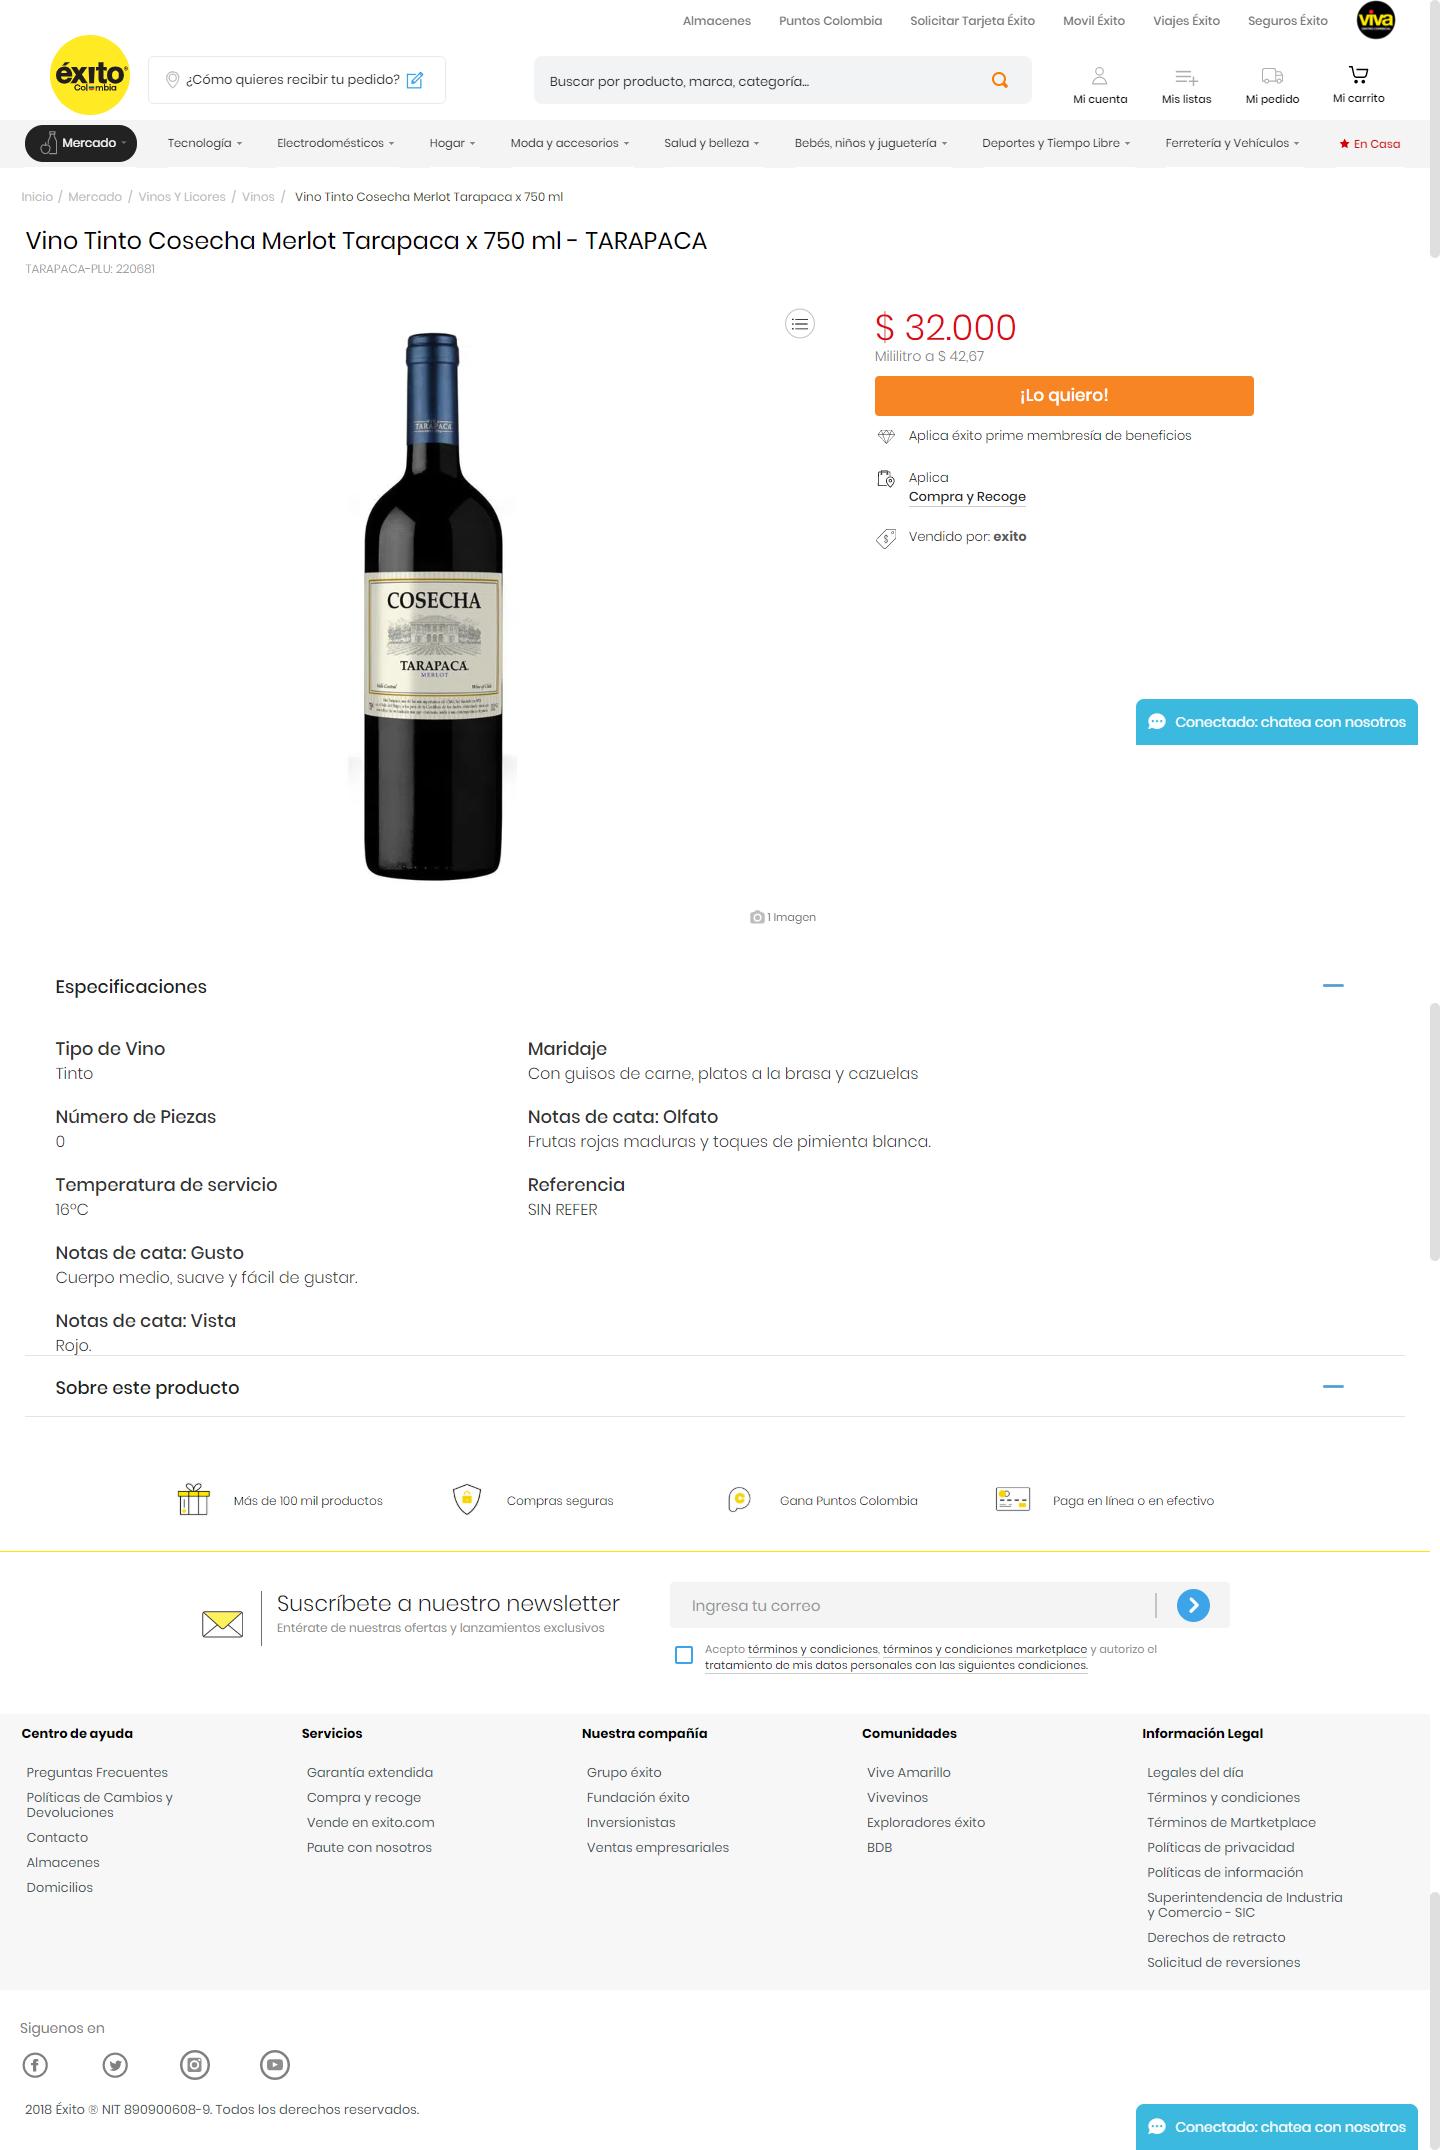 Almacenes Puntos Colombia Solicitar Tarjeta Éxito Movil Éxito Viajes Éxito Seguros Éxito viva
éxito
Colombia
¿Cómo quieres recibir tu pedido?
Buscar por producto, marca, categoría...
Mi cuenta Mis listas Mi pedido Mi carrito
Mercado Tecnología Electrodomésticos Hogar Moda y accesorios Salud y belleza Bebés, niños y juguetería Deportes y Tiempo Libre Ferretería y Vehículos En Casa
Inicio / Mercado / Vinos Y Licores / Vinos / Vino Tinto Cosecha Merlot Tarapaca x 750 ml
Vino Tinto Cosecha Merlot Tarapaca x 750 ml - TARAPACA
TARAPACA-PLU: 220681
$ 32.000
Mililitro a $ 42,67
¡Lo quiero!
Aplica éxito prime membresía de beneficios
Aplica
Compra y Recoge
Vendido por: exito
TARAPACA
COSECHA
TARAPACA
MERLOT
Valle Central Wine of Chile
Conectado: chatea con nosotros
1 Imagen
Especificaciones
Tipo de Vino
Tinto
Maridaje
Con guisos de carne, platos a la brasa y cazuelas
Número de Piezas
0
Notas de cata: Olfato
Frutas rojas maduras y toques de pimienta blanca.
Temperatura de servicio
16°C
Referencia
SIN REFER
Notas de cata: Gusto
Cuerpo medio, suave y fácil de gustar.
Notas de cata: Vista
Rojo.
Sobre este producto
Más de 100 mil productos Compras seguras Gana Puntos Colombia Paga en línea o en efectivo
Suscríbete a nuestro newsletter
Entérate de nuestras ofertas y lanzamientos exclusivos
Ingresa tu correo
Acepto términos y condiciones, términos y condiciones marketplace y autorizo el
tratamiento de mis datos personales con las siguientes condiciones.
Centro de ayuda
Preguntas Frecuentes
Políticas de Cambios y
Devoluciones
Contacto
Almacenes
Domicilios
Servicios
Garantía extendida
Compra y recoge
Vende en exito.com
Paute con nosotros
Nuestra compañía
Grupo éxito
Fundación éxito
Inversionistas
Ventas empresariales
Comunidades
Vive Amarillo
Vivevinos
Exploradores éxito
BDB
Información Legal
Legales del día
Términos y condiciones
Términos de Martketplace
Políticas de privacidad
Políticas de información
Superintendencia de Industria
y Comercio - SIC
Derechos de retracto
Solicitud de reversiones
Siguenos en
2018 Éxito ® NIT 890900608-9. Todos los derechos reservados.
Conectado: chatea con nosotros